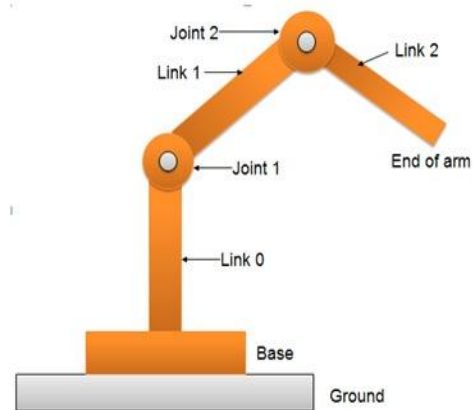 Joint 2
Link 1
Link 2
End of arm
Joint 1
Link 0
Base
Ground